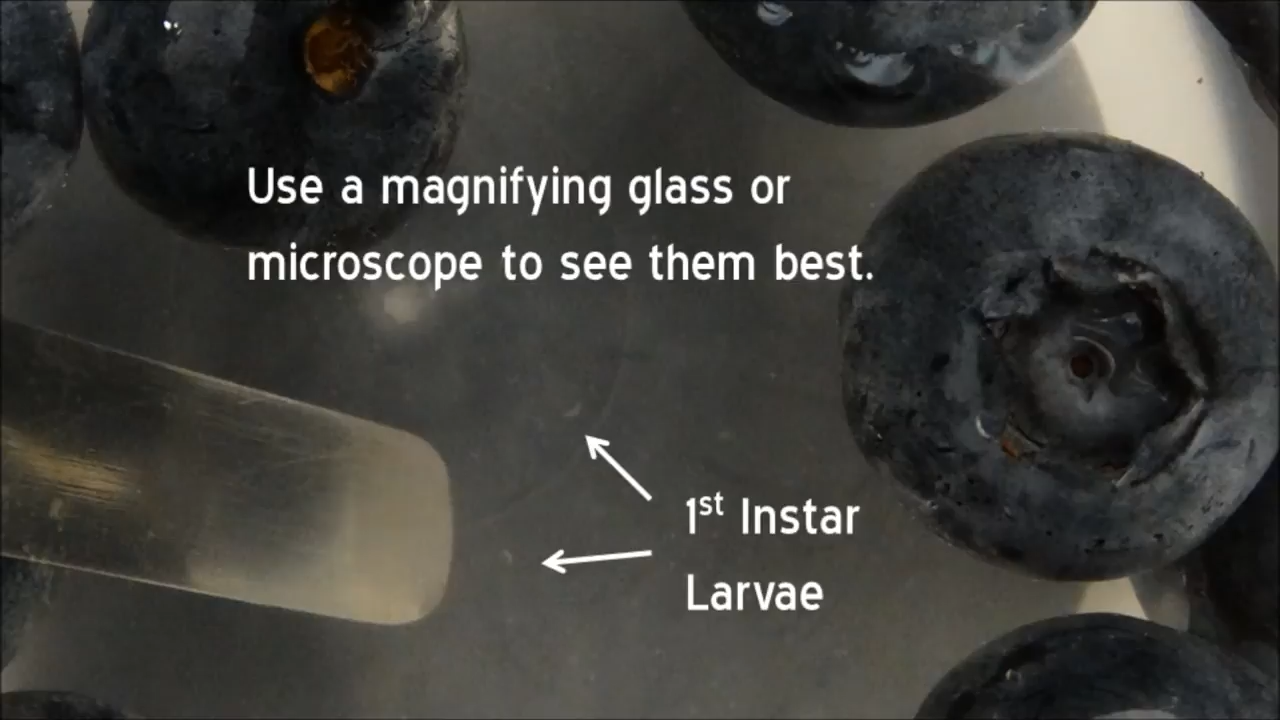 Use a magnifying glass or
microscope to see them best.
1st Instar
Larvae